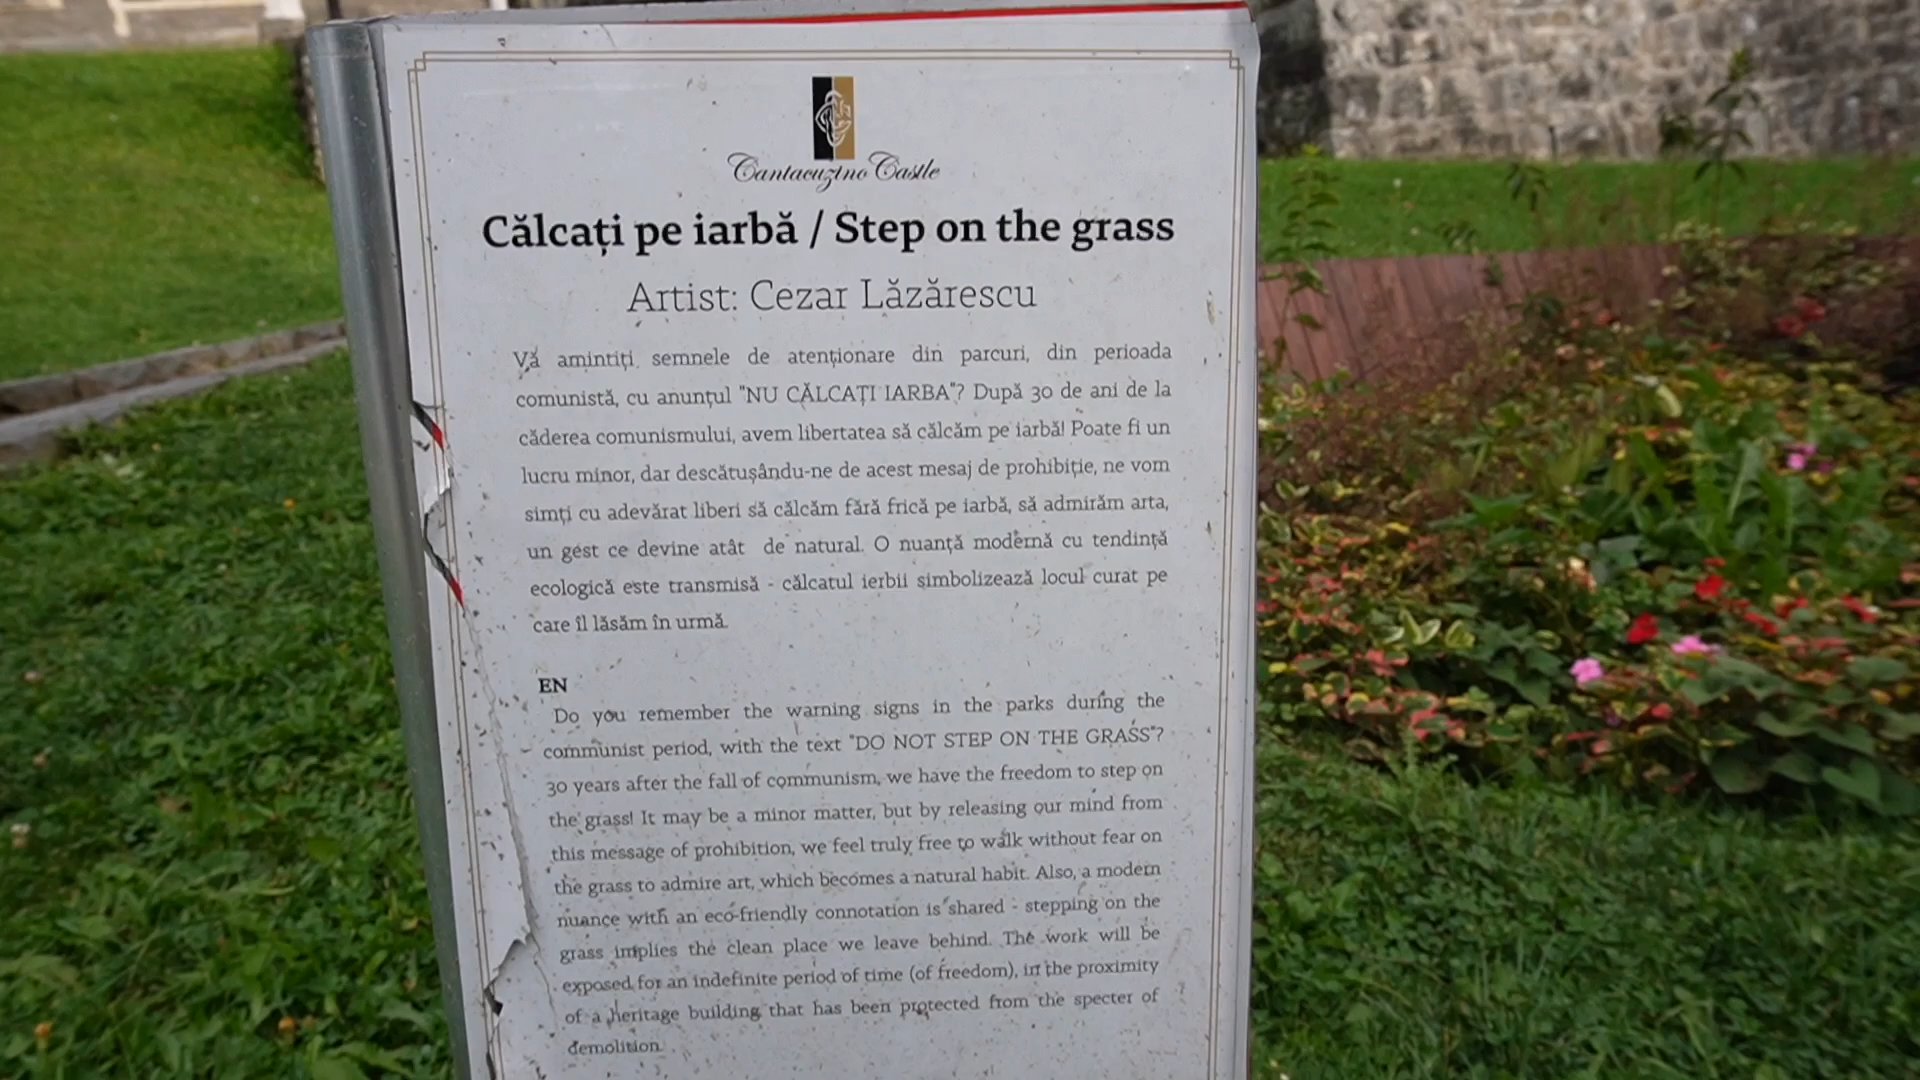 Cantacuzino Castle
Călcați pe iarbă / Step on the grass
Artist: Cezar Lăzărescu
Vă amintiți semnele de atenționare din parcuri, din perioada
comunistă, cu anunțul "NU CĂLCAȚI IARBA"? După 30 de ani de la
căderea comunismului, avem libertatea să călcăm pe iarbă! Poate fi un
lucru minor, dar descătușându-ne de acest mesaj de prohibiție, ne vom
simți cu adevărat liberi să călcăm fără frică pe iarbă, să admirăm arta,
un gest ce devine atât de natural. O nuanță modernă cu tendință
ecologică este transmisă - călcatul ierbii simbolizează locul curat pe
care îl lăsăm în urmă.
EN
Do you remember the warning signs in the parks during the
communist period, with the text "DO NOT STEP ON THE GRASS"?
30 years after the fall of communism, we have the freedom to step on
the grass! It may be a minor matter, but by releasing our mind from
this message of prohibition, we feel truly free to walk without fear on
the grass to admire art, which becomes a natural habit. Also, a modern
nuance with an eco-friendly connotation is shared - stepping on the
grass implies the clean place we leave behind. The work will be
exposed for an indefinite period of time (of freedom), in the proximity
of a heritage building that has been protected from the specter of
demolition.